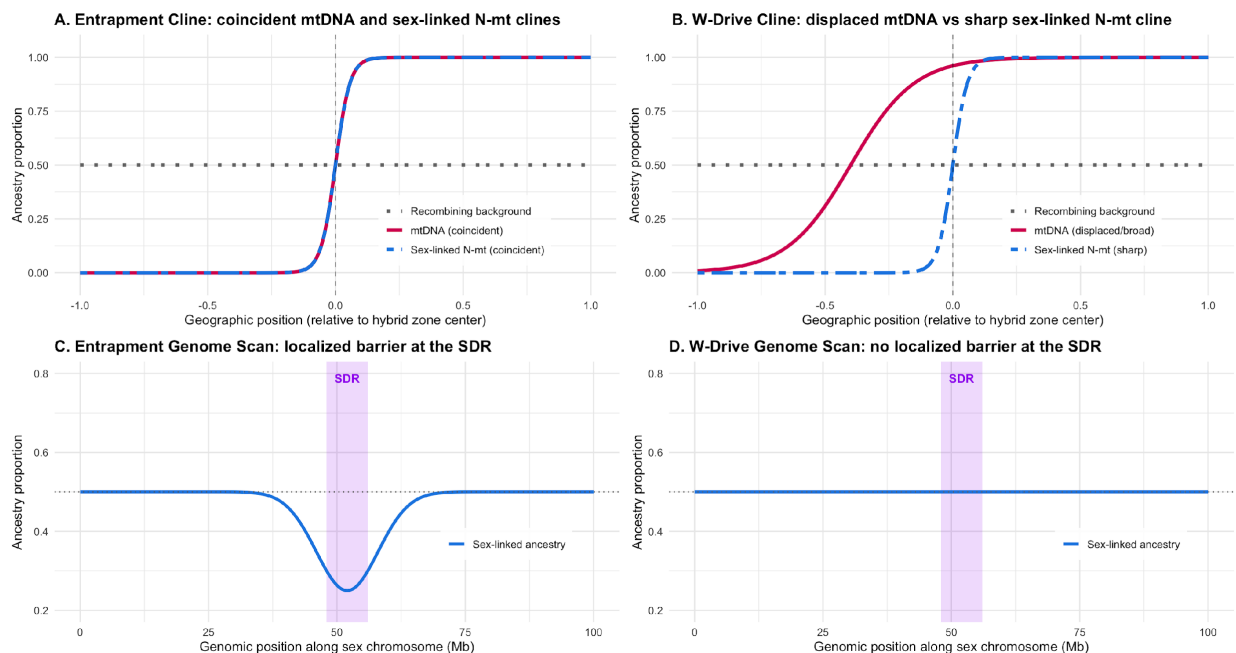 A. Entrapment Cline: coincident mtDNA and sex-linked N-mt clines
Ancestry proportion
1.00
0.75
0.50
0.25
0.00
Recombining background
mtDNA (coincident)
Sex-linked N-mt (coincident)
-1.0
-0.5
0.0
0.5
1.0
Geographic position (relative to hybrid zone center)
B. W-Drive Cline: displaced mtDNA vs sharp sex-linked N-mt cline
Ancestry proportion
1.00
0.75
0.50
0.25
0.00
Recombining background
mtDNA (displaced/broad)
Sex-linked N-mt (sharp)
-1.0
-0.5
0.0
0.5
1.0
Geographic position (relative to hybrid zone center)
C. Entrapment Genome Scan: localized barrier at the SDR
Ancestry proportion
0.8
0.6
0.4
0.2
SDR
Sex-linked ancestry
0
25
50
75
100
Genomic position along sex chromosome (Mb)
D. W-Drive Genome Scan: no localized barrier at the SDR
Ancestry proportion
0.8
0.6
0.4
0.2
SDR
Sex-linked ancestry
0
25
50
75
100
Genomic position along sex chromosome (Mb)